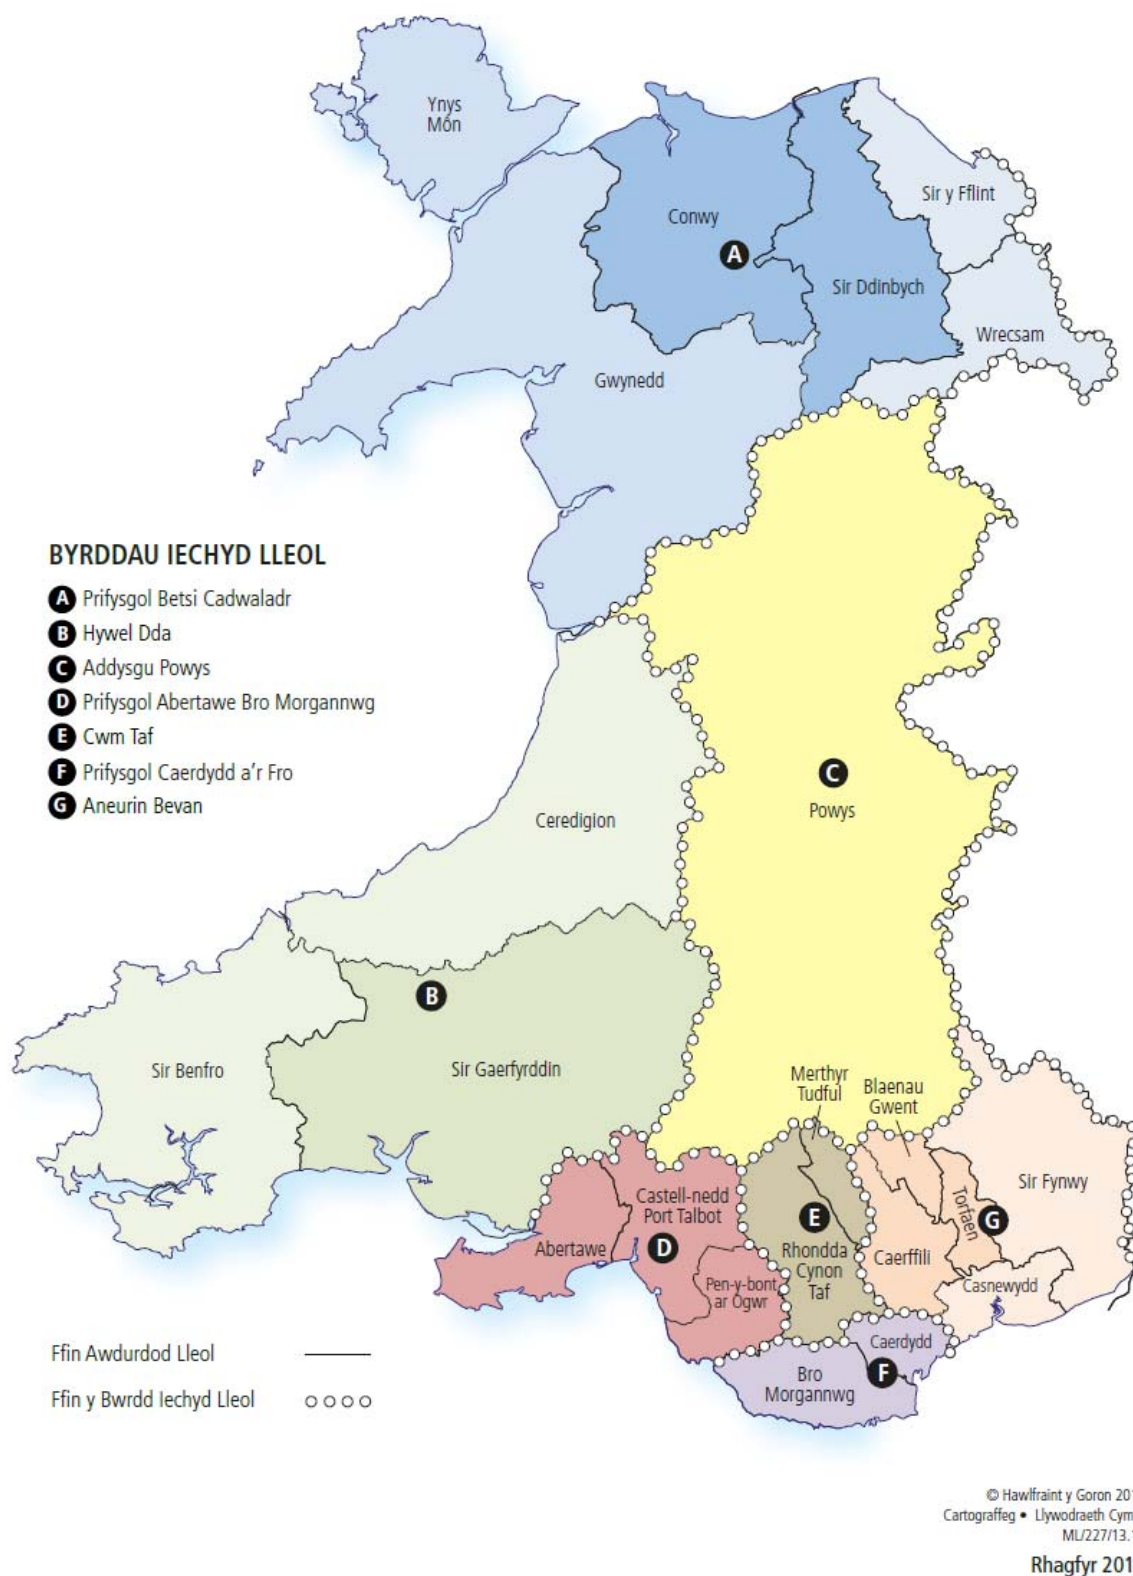 Ynys
Môn
Conwy
A
Sir y Fflint
Sir Ddinbych
Wrecsam
Gwynedd
BYRDDAU IECHYD LLEOL
A Prifysgol Betsi Cadwaladr
B Hywel Dda
C Addysgu Powys
D Prifysgol Abertawe Bro Morgannwg
E Cwm Taf
F Prifysgol Caerdydd a'r Fro
G Aneurin Bevan
C
Powys
Ceredigion
B
Sir Benfro
Sir Gaerfyrddin
Merthyr
Tudful
Blaenau
Gwent
Sir Fynwy
Torfaen
G
Castell-nedd
Port Talbot
D
Abertawe
Pen-y-bont
ar Ogwr
E
Rhondda
Cynon
Taf
Caerffili
Casnewydd
Caerdydd
F
Bro
Morgannwg
Ffin Awdurdod Lleol
Ffin y Bwrdd Iechyd Lleol
© Hawlfraint y Goron
Cartograffeg • Llywodraeth
Rhagfyr